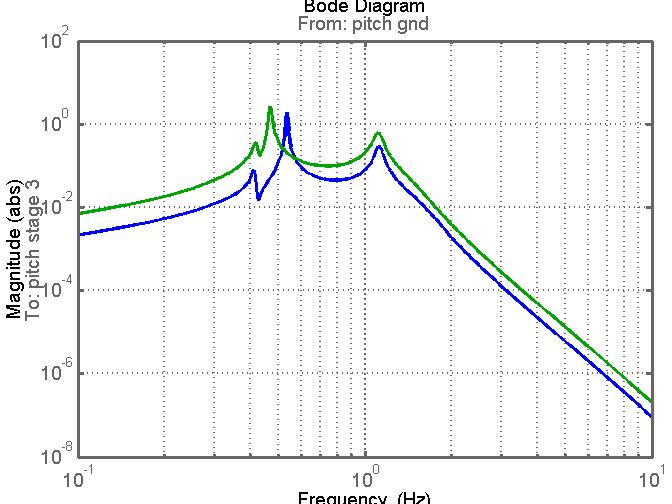 Bode Diagram
From: pitch gnd
Magnitude (abs)
To: pitch stage 3
10^2
10^0
10^-2
10^-4
10^-6
10^-8
10^-1
10^0
10^1
Frequency (Hz)